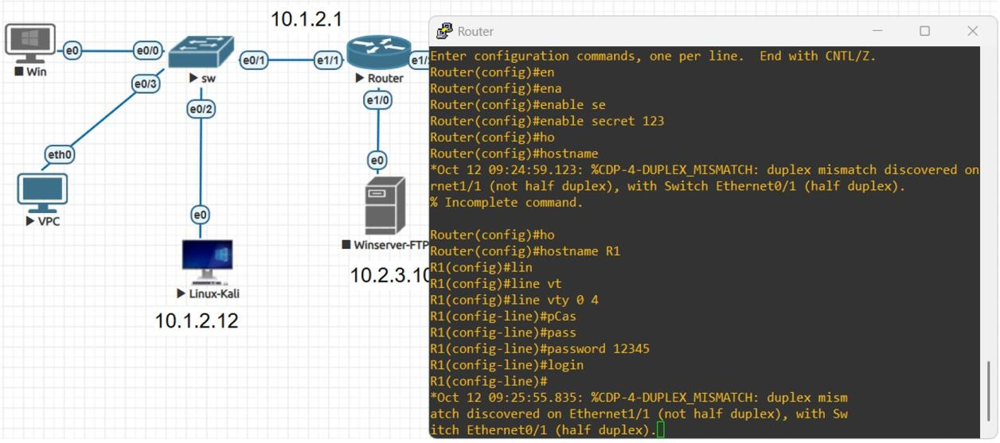 10.1.2.1
Win
e0
e0/0
e0/1
e1/1
e1/
sw
Router
e0/3
e0/2
e1/0
eth0
e0
VPC
e0
Winserver-FTP
10.2.3.10
Linux-Kali
10.1.2.12
Router
Enter configuration commands, one per line.  End with CNTL/Z.
Router(config)#en
Router(config)#ena
Router(config)#enable se
Router(config)#enable secret 123
Router(config)#ho
Router(config)#hostname
*Oct 12 09:24:59.123: %CDP-4-DUPLEX_MISMATCH: duplex mismatch discovered on
rnet1/1 (not half duplex), with Switch Ethernet0/1 (half duplex).
% Incomplete command.
Router(config)#ho
Router(config)#hostname R1
R1(config)#lin
R1(config)#line vt
R1(config)#line vty 0 4
R1(config-line)#pCas
R1(config-line)#pass
R1(config-line)#password 12345
R1(config-line)#login
R1(config-line)#
*Oct 12 09:25:55.835: %CDP-4-DUPLEX_MISMATCH: duplex mism
atch discovered on Ethernet1/1 (not half duplex), with Sw
itch Ethernet0/1 (half duplex).